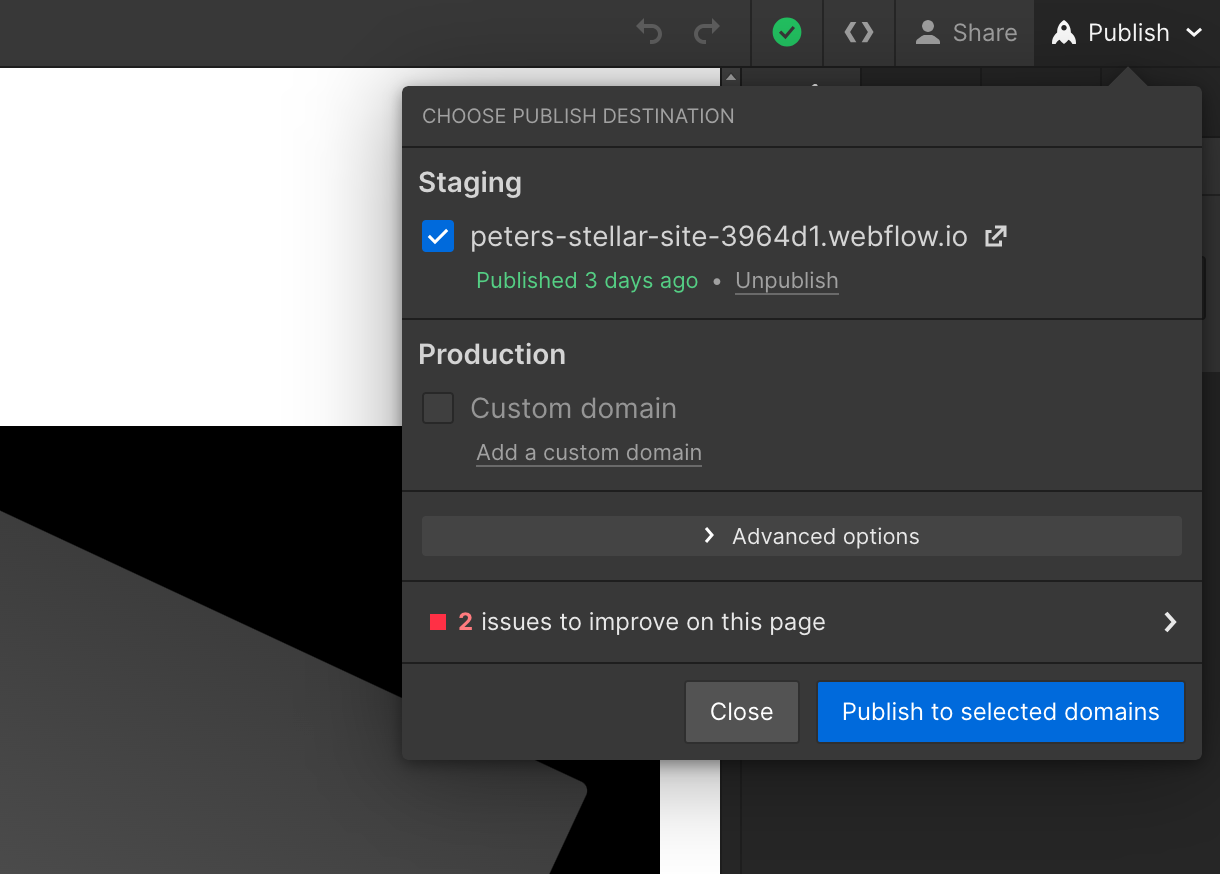 Share
Publish
CHOOSE PUBLISH DESTINATION
Staging
peters-stellar-site-3964d1.webflow.io
Published 3 days ago • Unpublish
Production
Custom domain
Add a custom domain
Advanced options
2 issues to improve on this page
Close
Publish to selected domains